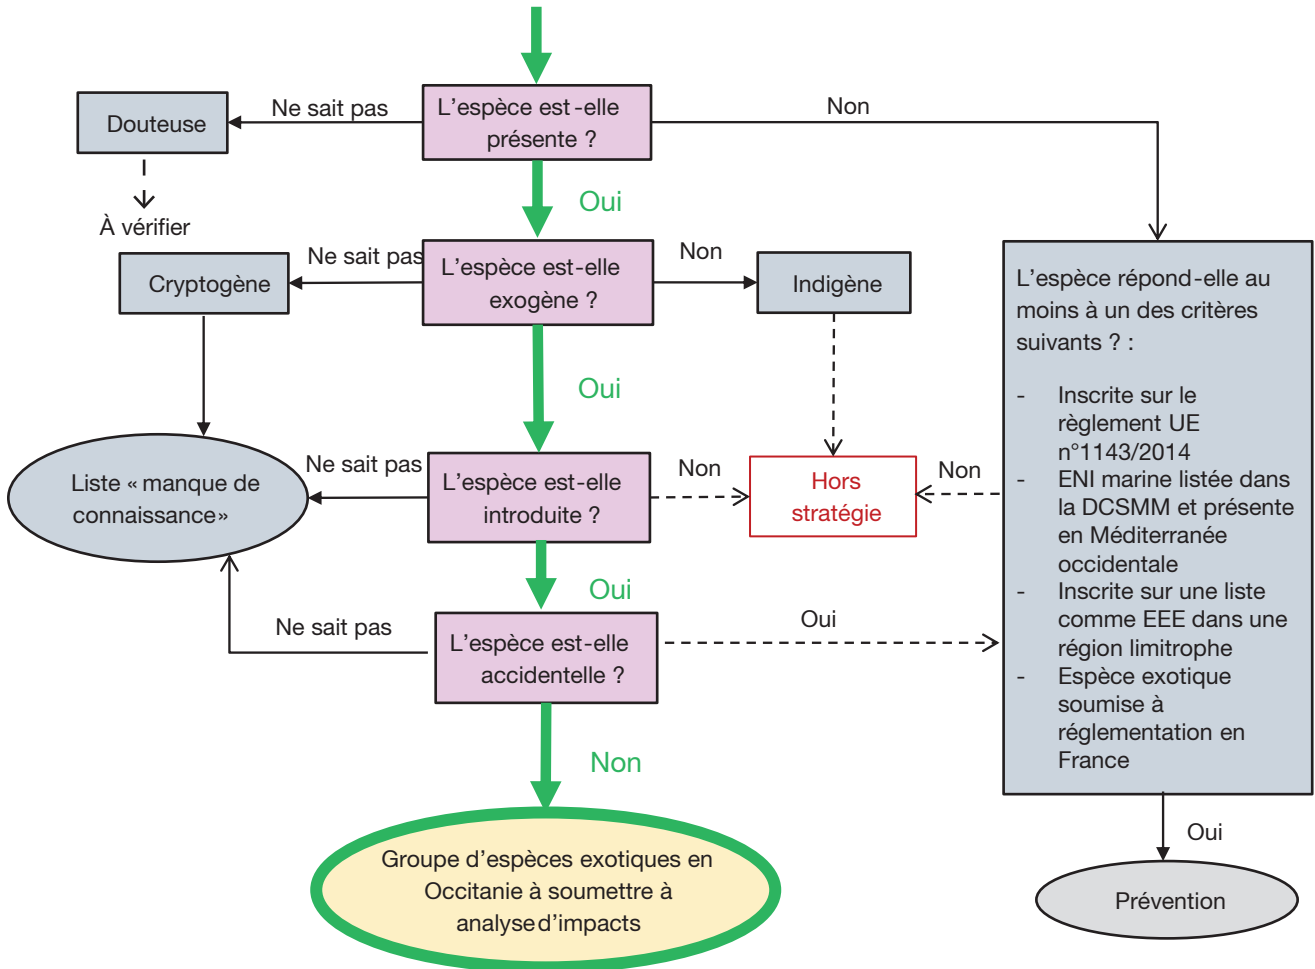 L'espèce est-elle
présente ?
Ne sait pas
Douteuse
À vérifier
Non
Oui
L'espèce est-elle
exogène ?
Ne sait pas
Cryptogène
Non
Indigène
Oui
L'espèce est-elle
introduite ?
Ne sait pas
Liste « manque de
connaissance»
Non
Hors
stratégie
Non
Oui
L'espèce est-elle
accidentelle ?
Ne sait pas
Oui
Non
Groupe d'espèces exotiques en
Occitanie à soumettre à
analyse d'impacts
L'espèce répond-elle au
moins à un des critères
suivants ? :
- Inscrite sur le
règlement UE
n°1143/2014
- ENI marine listée dans
la DCSMM et présente
en Méditerranée
occidentale
- Inscrite sur une liste
comme EEE dans une
région limitrophe
- Espèce exotique
soumise à
réglementation en
France
Oui
Prévention